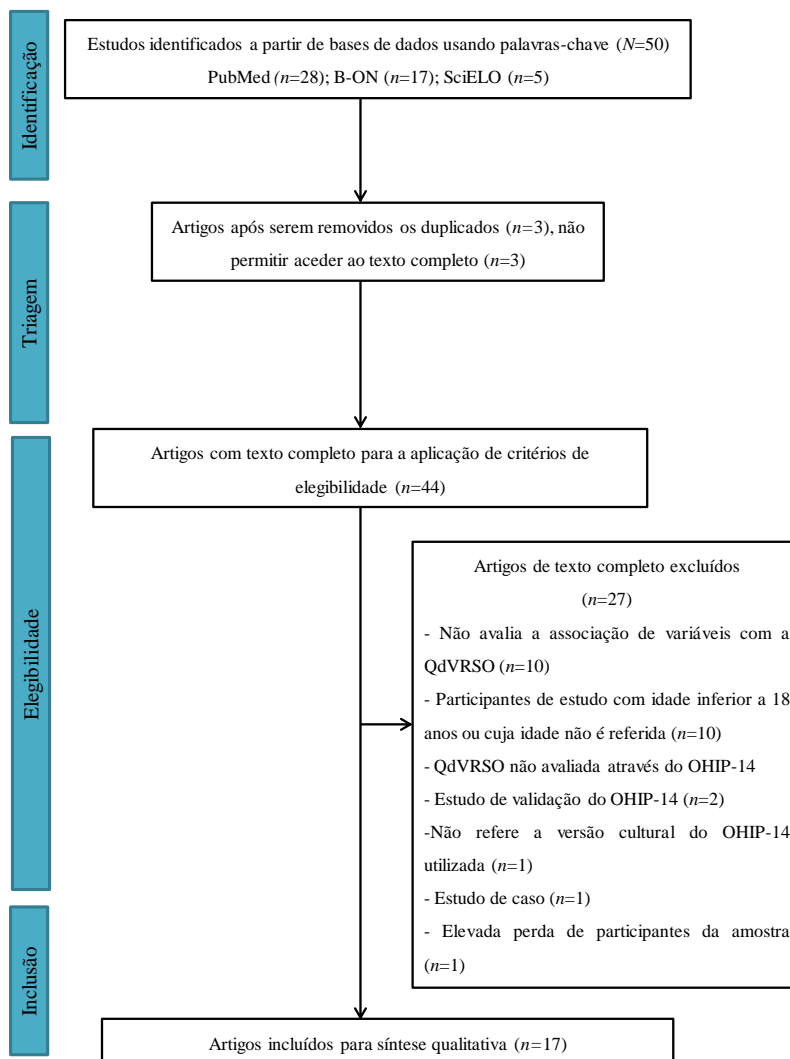 Identificação
Estudos identificados a partir de bases de dados usando palavras-chave (N=50)
PubMed (n=28); B-ON (n=17); SciELO (n=5)
Triagem
Artigos após serem removidos os duplicados (n=3), não
permitir aceder ao texto completo (n=3)
Elegibilidade
Artigos com texto completo para a aplicação de critérios de
elegibilidade (n=44)
Artigos de texto completo excluídos
(n=27)
- Não avalia a associação de variáveis com a
QdVRSO (n=10)
- Participantes de estudo com idade inferior a 18
anos ou cuja idade não é referida (n=10)
- QdVRSO não avaliada através do OHIP-14
- Estudo de validação do OHIP-14 (n=2)
-Não refere a versão cultural do OHIP-14
utilizada (n=1)
- Estudo de caso (n=1)
- Elevada perda de participantes da amostra
(n=1)
Inclusão
Artigos incluídos para síntese qualitativa (n=17)